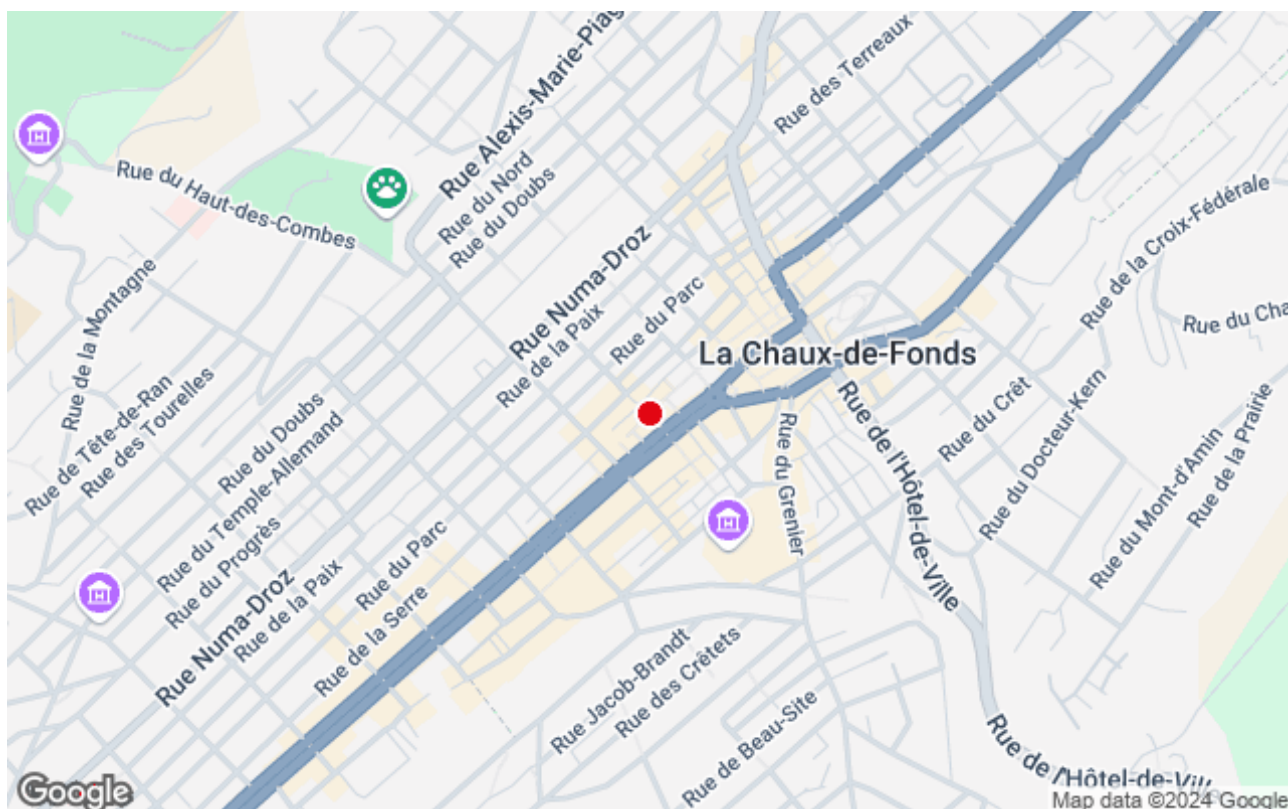 Rue Alexis-Marie-Piag
Rue des Terreaux
Rue du Haut-des-Combes
Rue du Nord
Rue du Doubs
Rue de la Croix-Fédérale
Rue Numa-Droz
Rue de la Montagne
Rue du Parc
Rue de la Paix
Rue du Cha
La Chaux-de-Fonds
Rue de Tête-de-Ran
Rue des Tourelles
Rue du Doubs
Rue du Temple-Allemand
Rue du Progrès
Rue de l'Hôtel-de-Ville
Rue du Crêt
Rue du Docteur-Kern
Rue du Grenier
Rue du Mont-d'Amin
Rue de la Prairie
Rue du Parc
Rue de la Paix
Rue Numa-Droz
Rue de la Serre
Rue Jacob-Brandt
Rue des Crêtets
Rue de Beau-Site
Rue de l'Hôtel-de-Ville
Google
Map data ©2024 Google